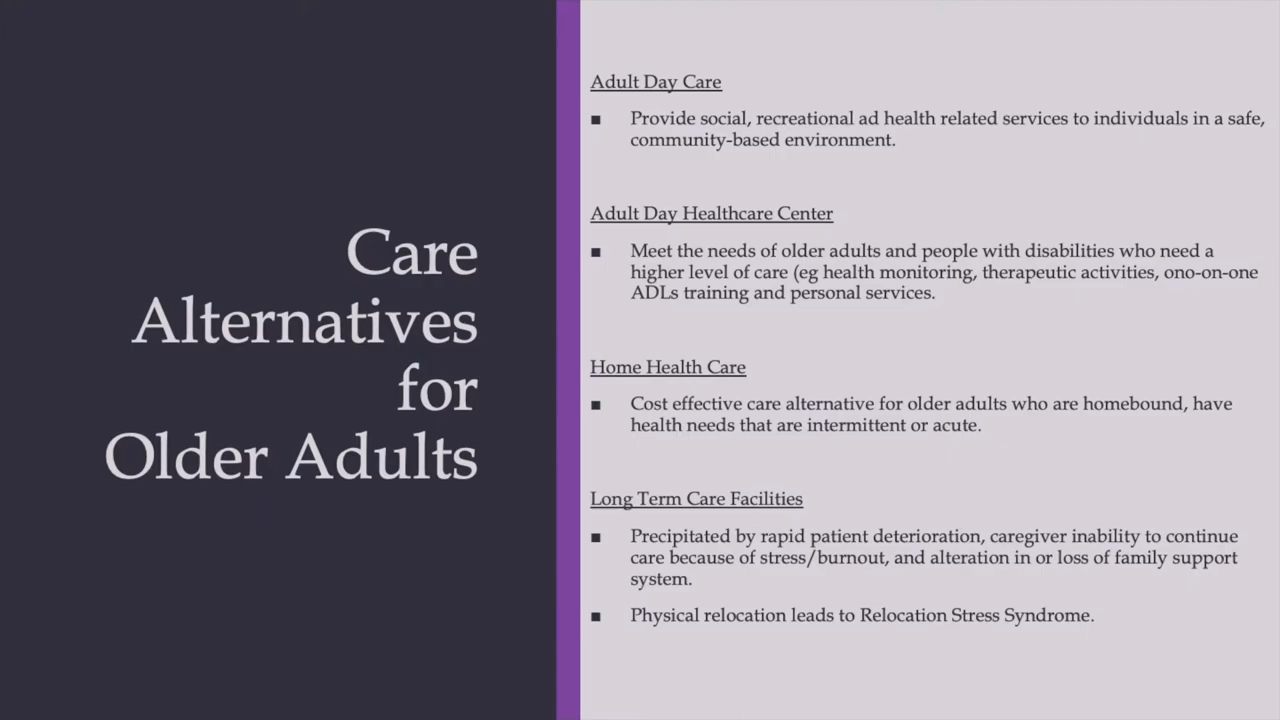 Care
Alternatives
for
Older Adults
Adult Day Care
▪ Provide social, recreational ad health related services to individuals in a safe,
community-based environment.
Adult Day Healthcare Center
▪ Meet the needs of older adults and people with disabilities who need a
higher level of care (eg health monitoring, therapeutic activities, ono-on-one
ADLs training and personal services.
Home Health Care
▪ Cost effective care alternative for older adults who are homebound, have
health needs that are intermittent or acute.
Long Term Care Facilities
▪ Precipitated by rapid patient deterioration, caregiver inability to continue
care because of stress/burnout, and alteration in or loss of family support
system.
▪ Physical relocation leads to Relocation Stress Syndrome.